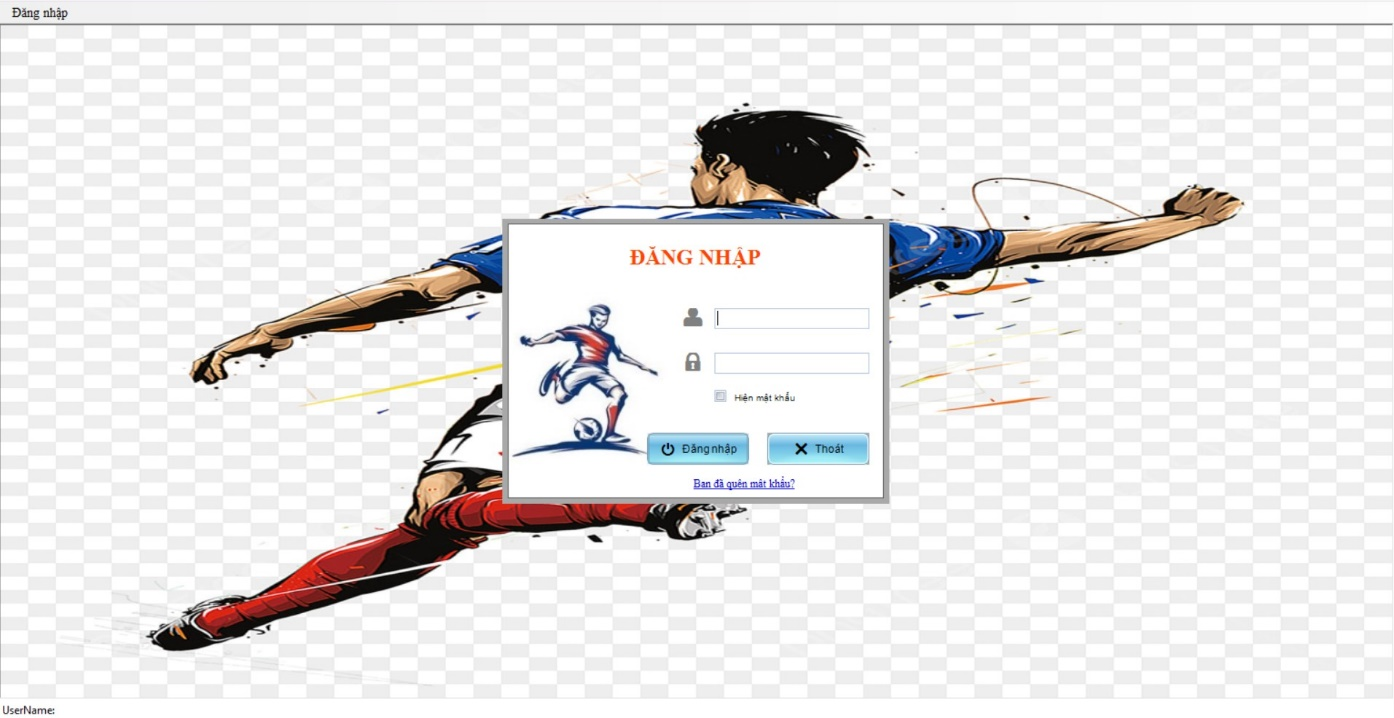 Đăng nhập
ĐĂNG NHẬP
Hiện mật khẩu
Đăng nhập
Thoát
Bạn đã quên mật khẩu?
UserName: